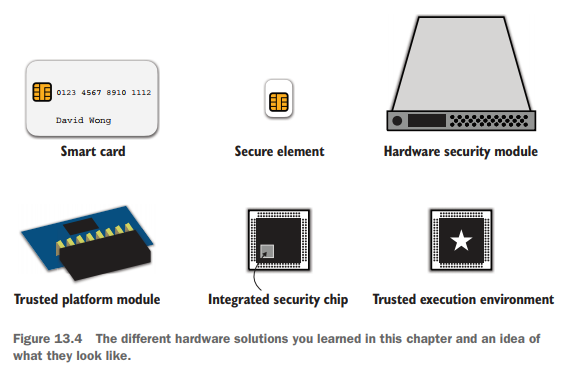 0123 4567 8910 1112
David Wong
Smart card
Secure element
Hardware security module
Trusted platform module
Integrated security chip
Trusted execution environment
Figure 13.4 The different hardware solutions you learned in this chapter and an idea of
what they look like.